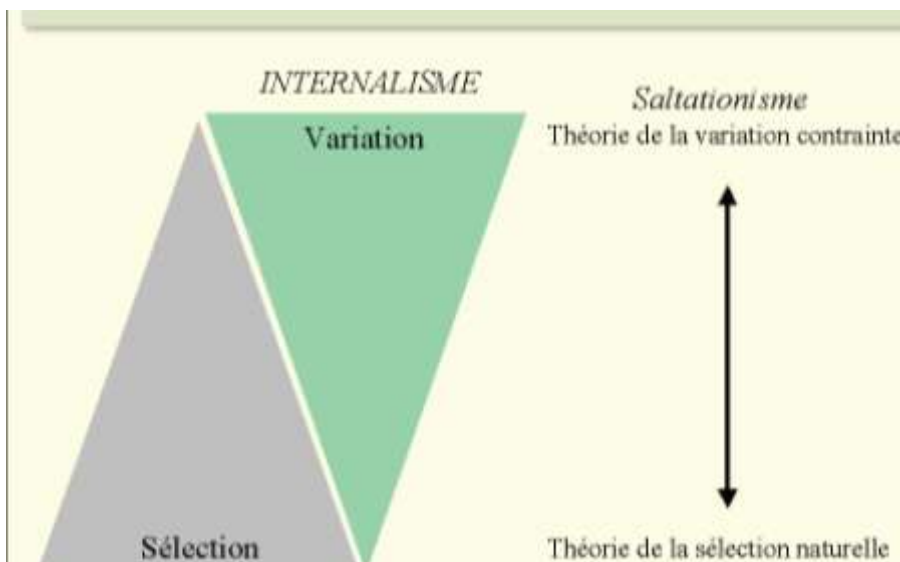 INTERNALISME
Saltationisme
Variation
Théorie de la variation contrainte
Sélection
Théorie de la sélection naturelle